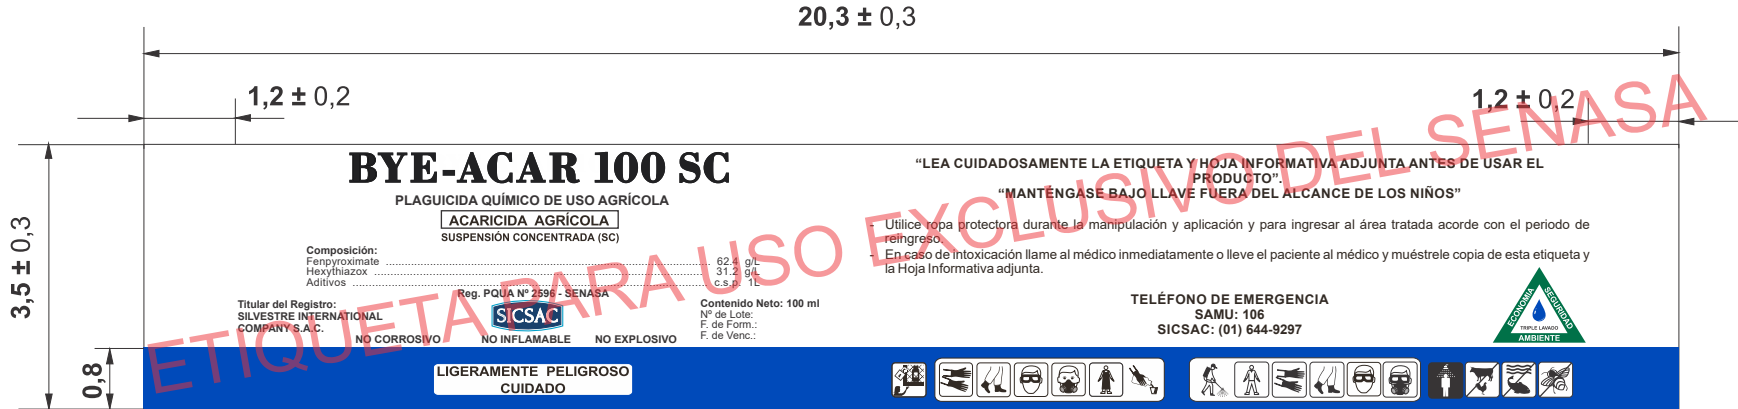 20,3 ± 0,3
1,2 ± 0,2
1,2 ± 0,2
3,5 ± 0,3
0,8
ETIQUETA PARA USO EXCLUSIVO DEL SENASA
BYE-ACAR 100 SC
PLAGUICIDA QUÍMICO DE USO AGRÍCOLA
ACARICIDA AGRÍCOLA
SUSPENSIÓN CONCENTRADA (SC)
Composición:
Fenpyroximate ........ 62.4 g/L
Hexythiazox ........ 31.2 g/L
Aditivos ........ c.s.p. 1L
Reg. PQUA Nº 2596 - SENASA
Titular del Registro:
SILVESTRE INTERNATIONAL
COMPANY S.A.C.
SICSAC
Contenido Neto: 100 ml
Nº de Lote:
F. de Form.:
F. de Venc.:
NO CORROSIVO NO INFLAMABLE NO EXPLOSIVO
LIGERAMENTE PELIGROSO
CUIDADO
“LEA CUIDADOSAMENTE LA ETIQUETA Y HOJA INFORMATIVA ADJUNTA ANTES DE USAR EL
PRODUCTO”.
“MANTÉNGASE BAJO LLAVE FUERA DEL ALCANCE DE LOS NIÑOS”
- Utilice ropa protectora durante la manipulación y aplicación y para ingresar al área tratada acorde con el periodo de
reingreso.
- En caso de intoxicación llame al médico inmediatamente o lleve el paciente al médico y muéstrele copia de esta etiqueta y
la Hoja Informativa adjunta.
TELÉFONO DE EMERGENCIA
SAMU: 106
SICSAC: (01) 644-9297
ECONOMIA
SEGURIDAD
TRIPLE LAVADO
AMBIENTE